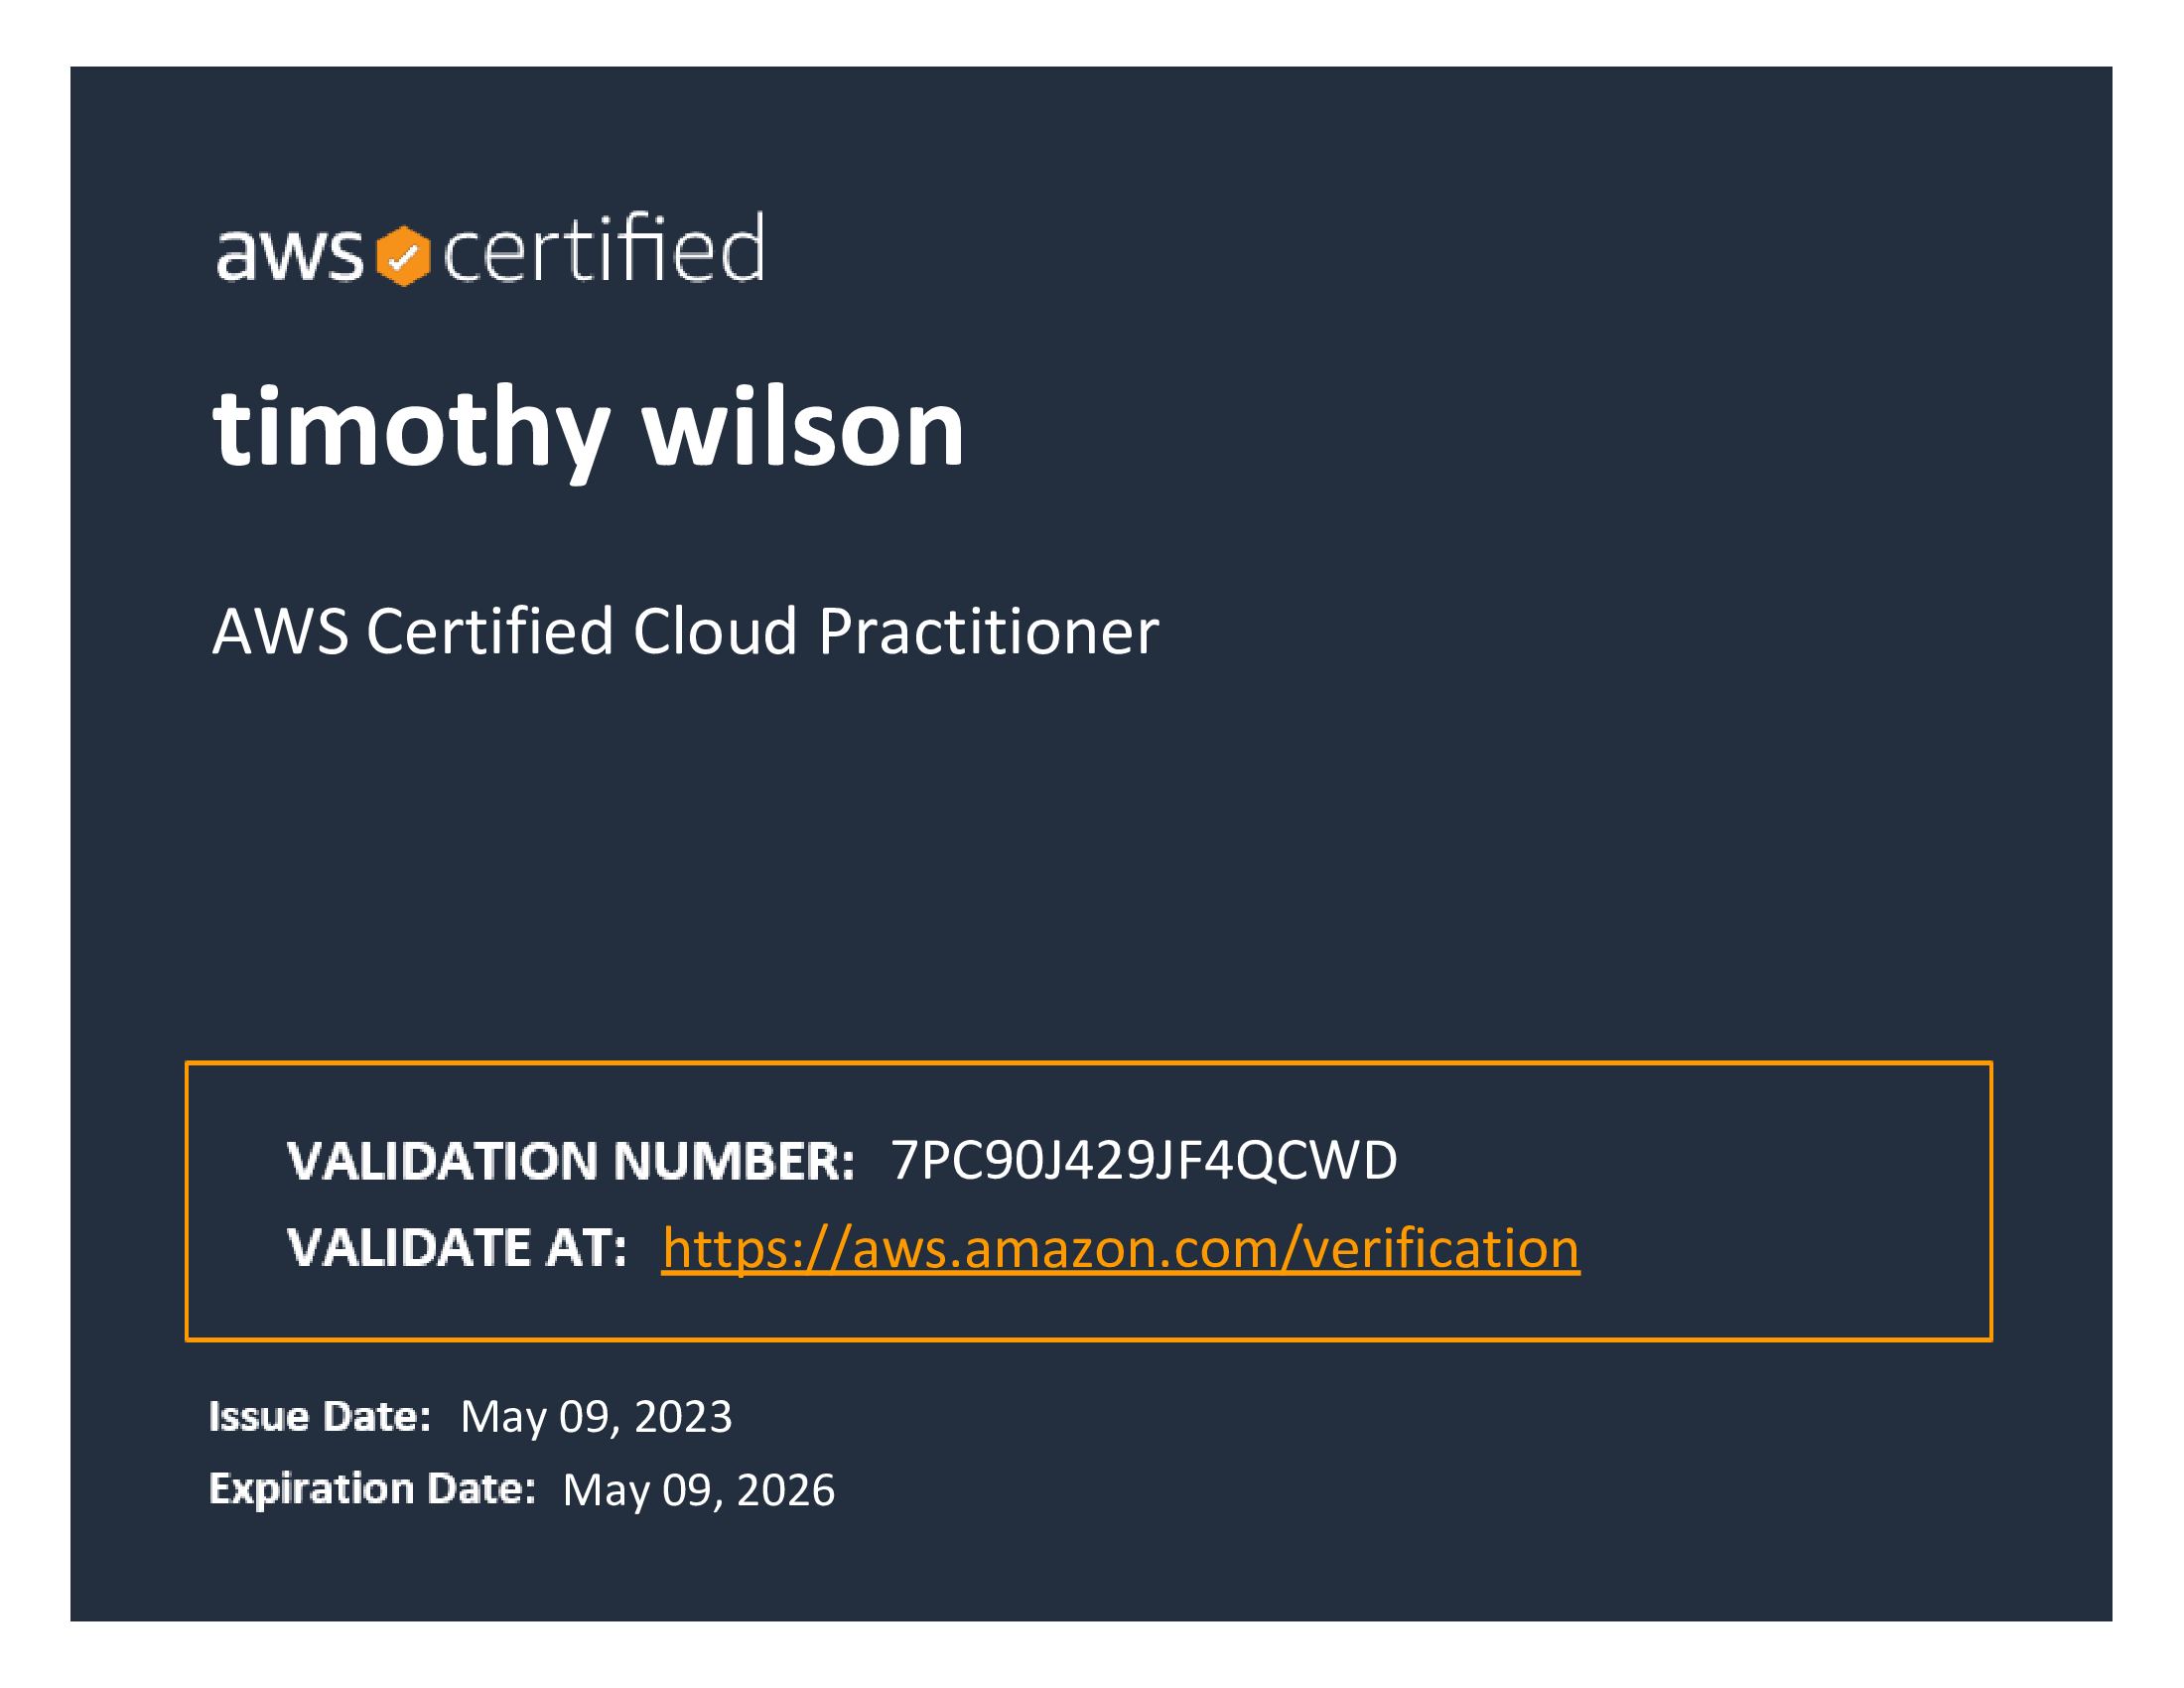 aws certified
timothy wilson
AWS Certified Cloud Practitioner
VALIDATION NUMBER: 7PC90J429JF4QCWD
VALIDATE AT: https://aws.amazon.com/verification
Issue Date: May 09, 2023
Expiration Date: May 09, 2026